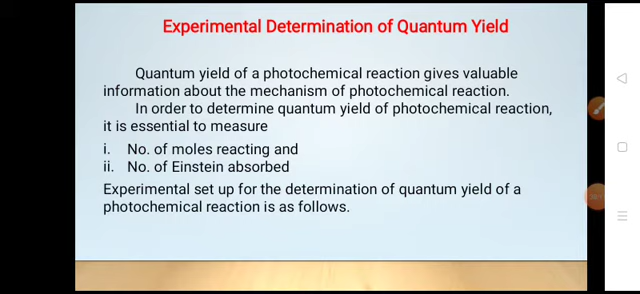 Experimental Determination of Quantum Yield
Quantum yield of a photochemical reaction gives valuable
information about the mechanism of photochemical reaction.
In order to determine quantum yield of photochemical reaction,
it is essential to measure
i. No. of moles reacting and
ii. No. of Einstein absorbed
Experimental set up for the determination of quantum yield of a
photochemical reaction is as follows.